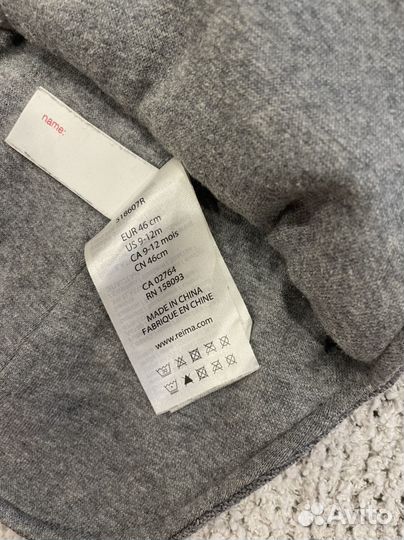 name:
518607R
EUR 46 cm
US 9-12m
CA 9-12 mois
CN 46cm
CA 02764
RN 158093
MADE IN CHINA
FABRIQUE EN CHINE
www.reima.com
Avito